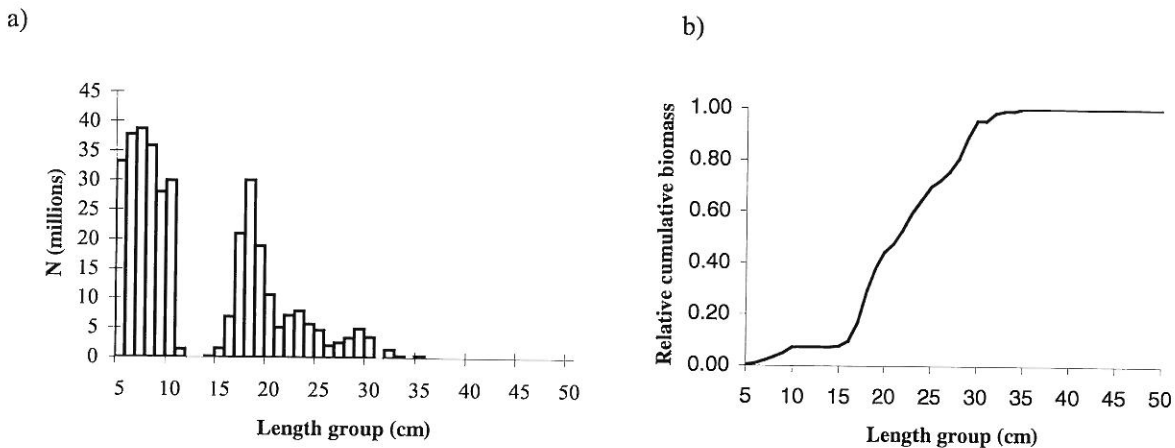 a)
45
40
35
30
25
20
15
10
5
0
N (millions)
5 10 15 20 25 30 35 40 45 50
Length group (cm)
b)
1.00
0.80
0.60
0.40
0.20
0.00
Relative cumulative biomass
5 10 15 20 25 30 35 40 45 50
Length group (cm)